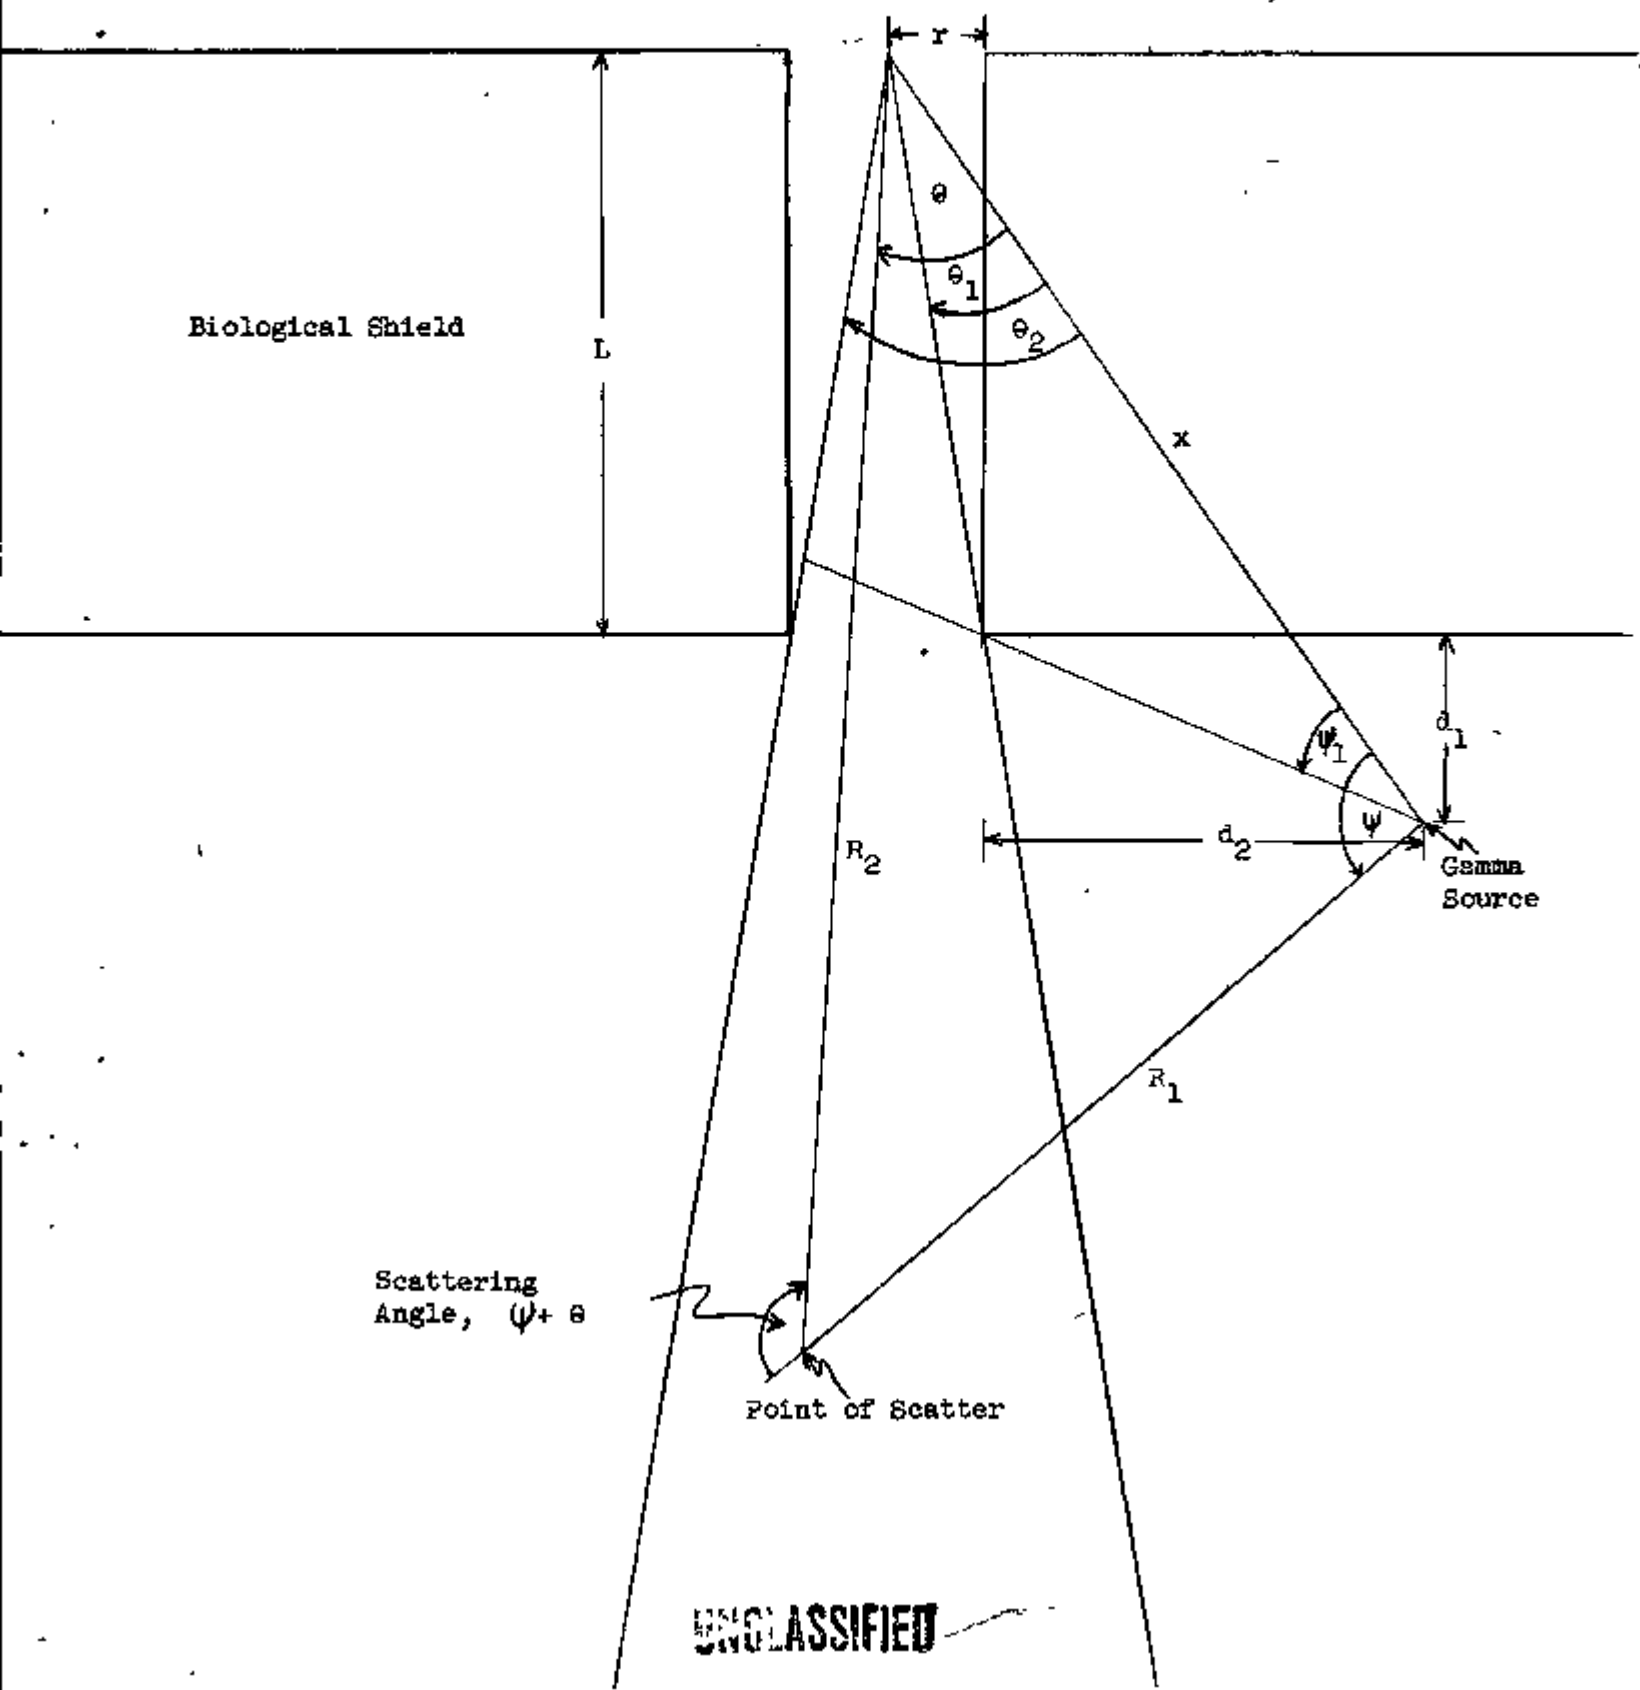 r
θ
θ1
Biological Shield
θ2
L
x
d1
ψ1
ψ
d2
R2
Gamma
Source
R1
Scattering
Angle, ψ+ θ
Point of Scatter
UNCLASSIFIED